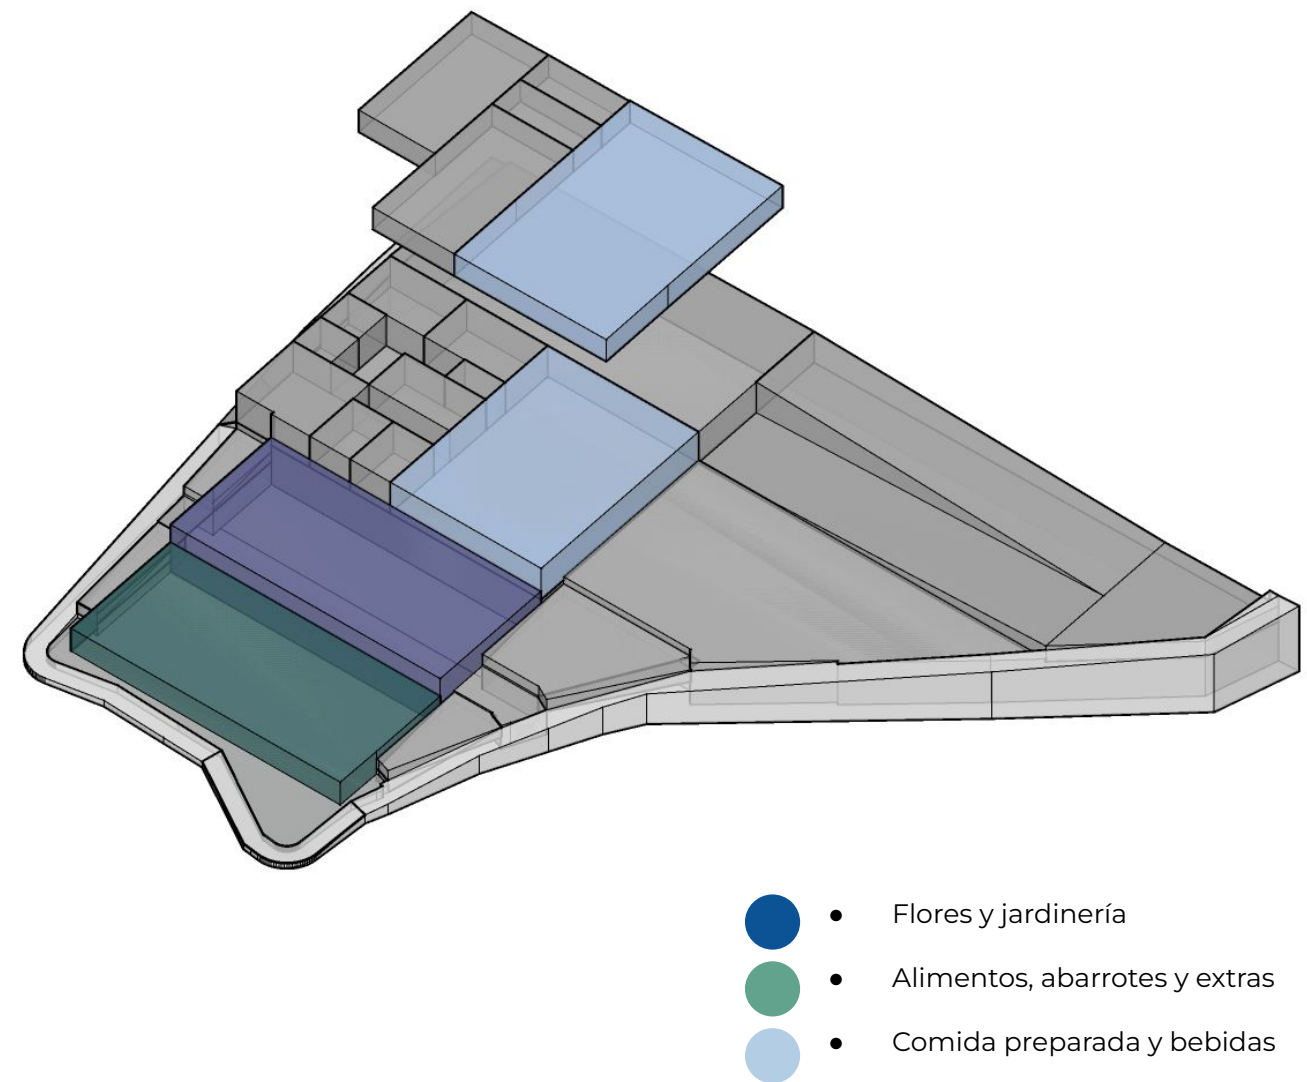 ● Flores y jardinería
● Alimentos, abarrotes y extras
● Comida preparada y bebidas